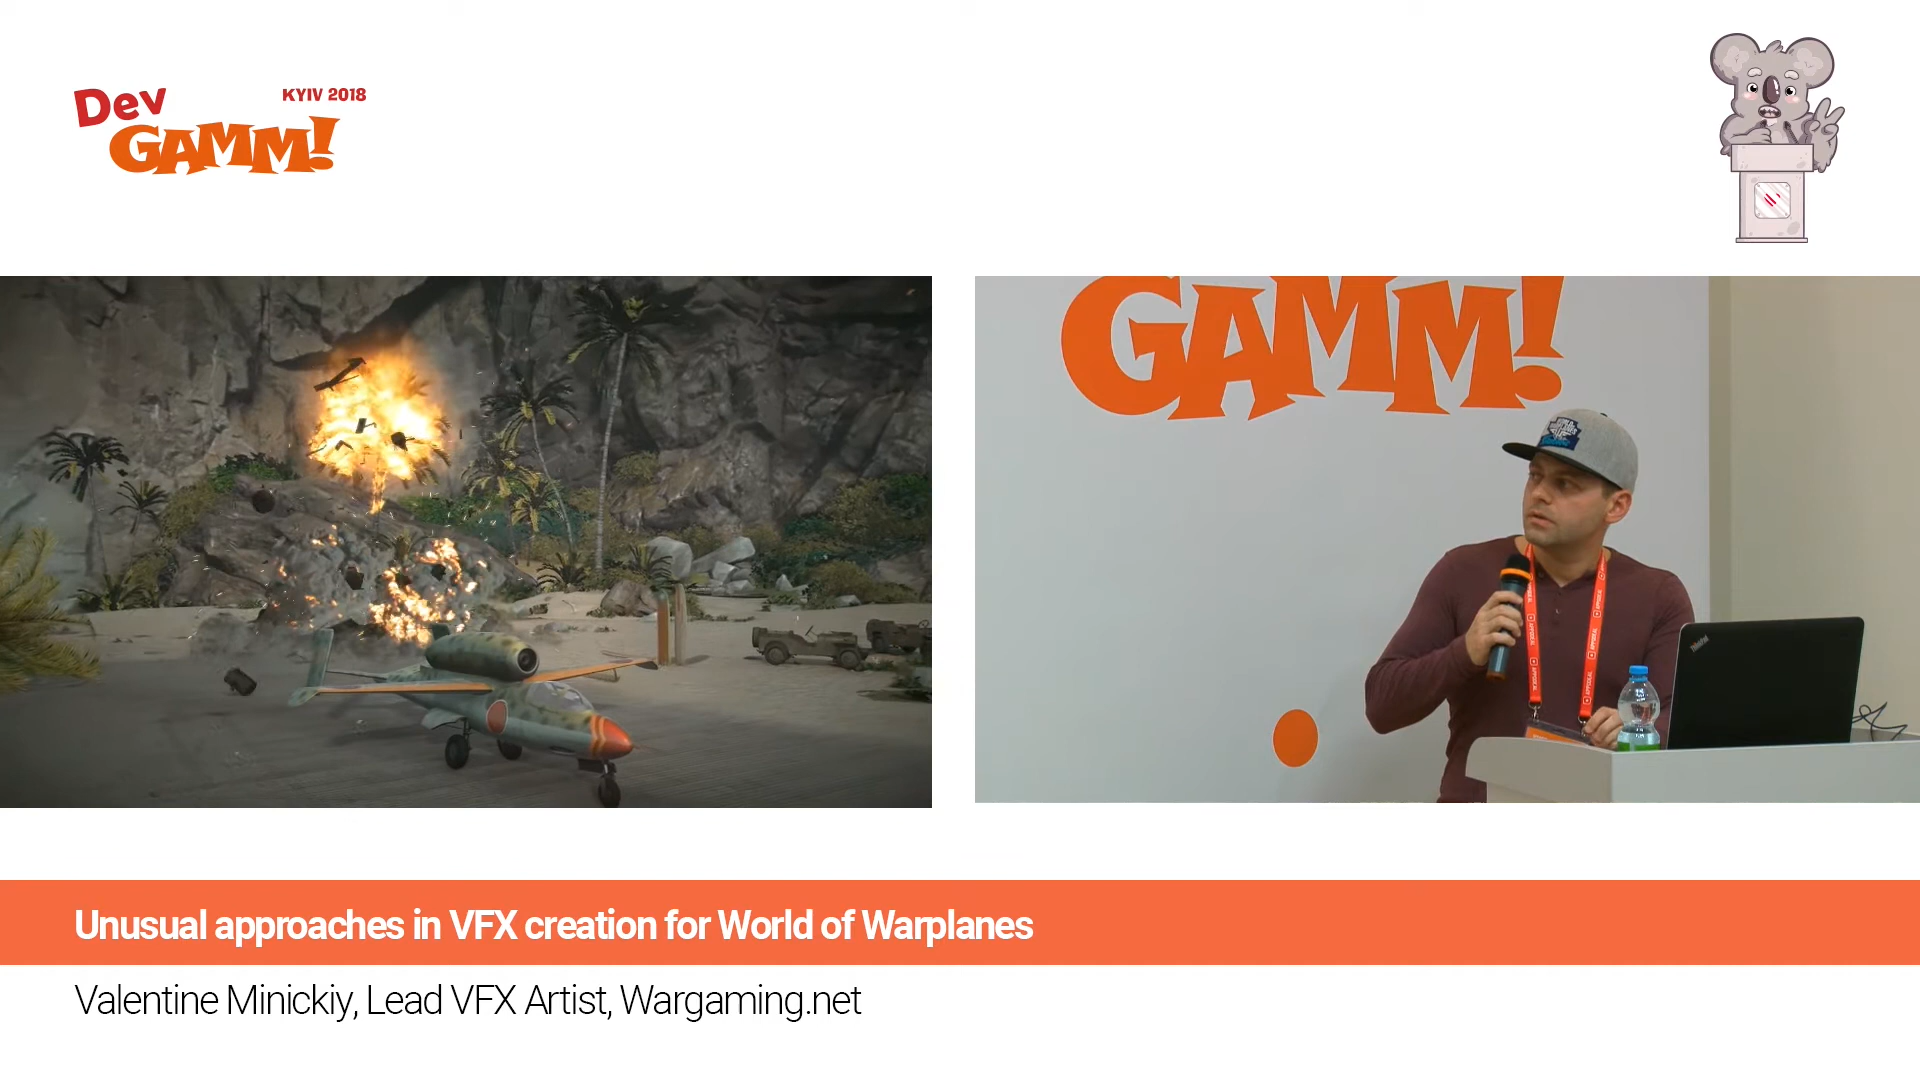 Dev
KYIV 2018
GAMM!
GAMM!
ThinkPad
Unusual approaches in VFX creation for World of Warplanes
Valentine Minickiy, Lead VFX Artist, Wargaming.net